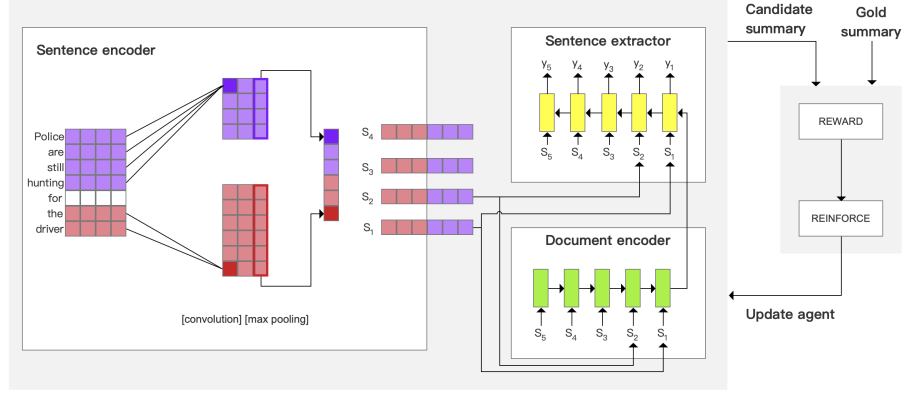 Candidate
summary
Gold
summary
Sentence encoder
Police
are
still
hunting
for
the
driver
[convolution] [max pooling]
S4
S3
S2
S1
Sentence extractor
y5 y4 y3 y2 y1
S5 S4 S3 S2 S1
Document encoder
S5 S4 S3 S2 S1
REWARD
REINFORCE
Update agent